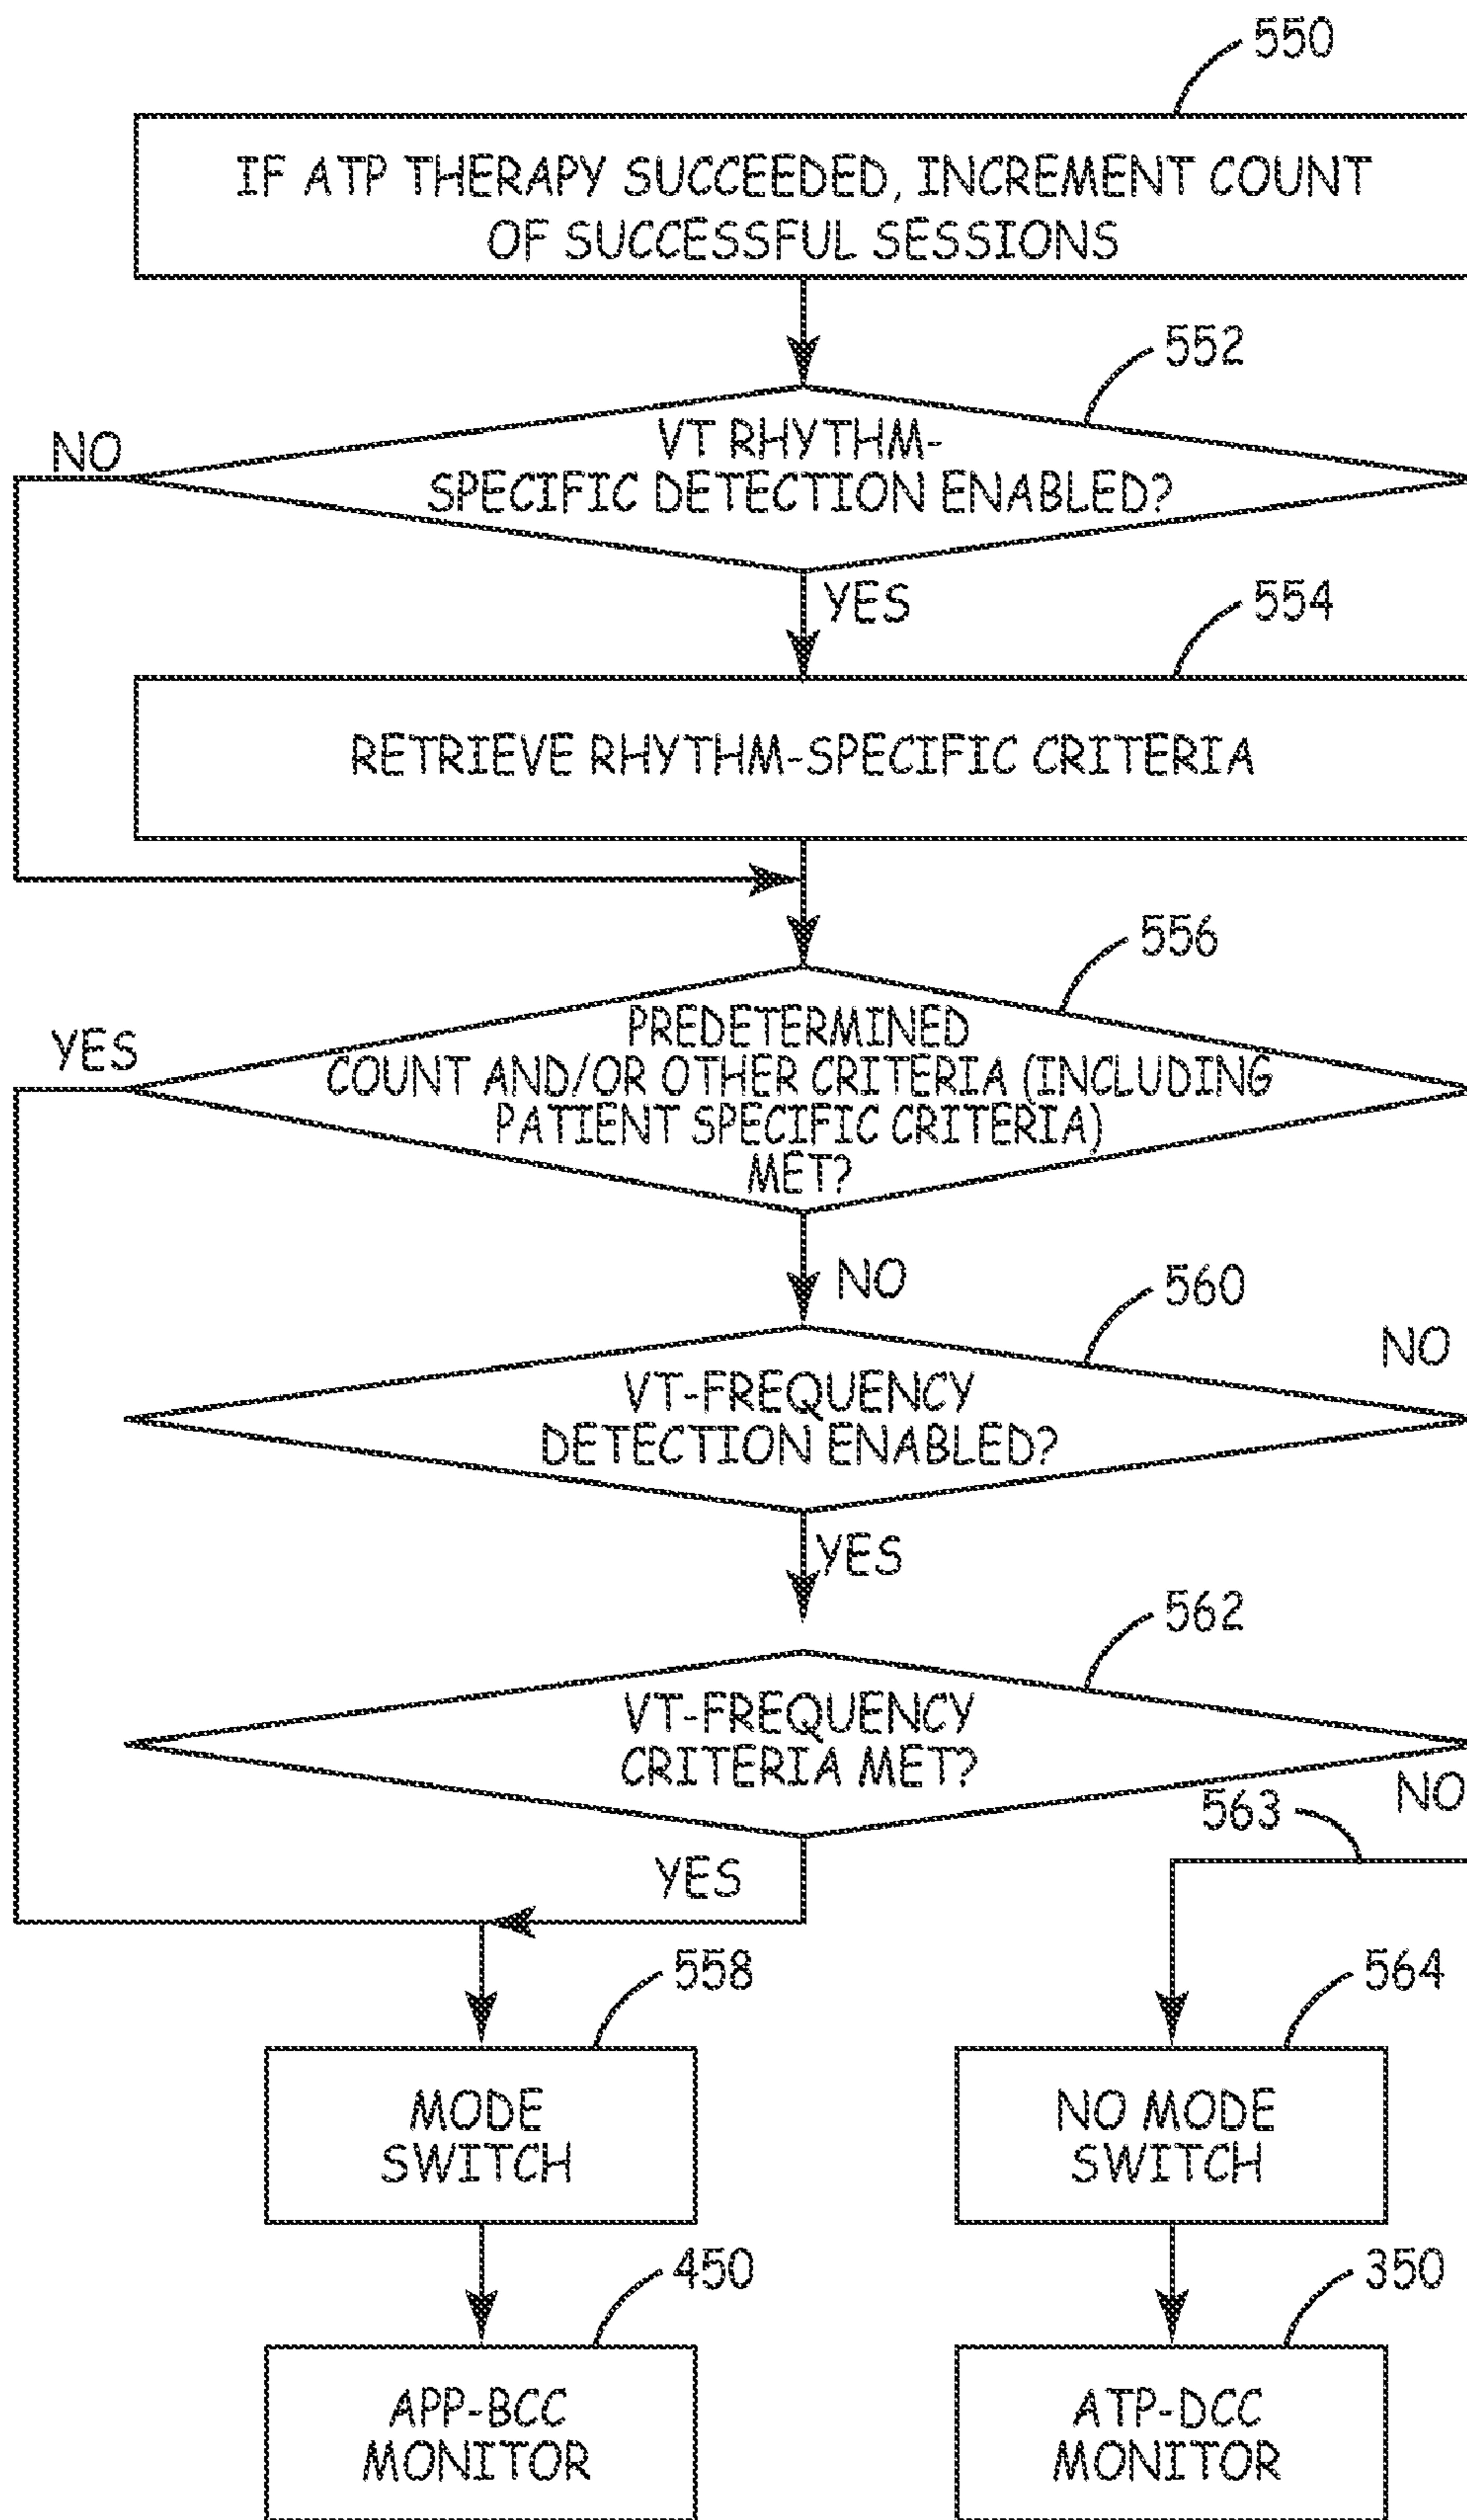 550
IF ATP THERAPY SUCCEEDED, INCREMENT COUNT
OF SUCCESSFUL SESSIONS
552
NO
VT RHYTHM-
SPECIFIC DETECTION ENABLED?
YES
554
RETRIEVE RHYTHM-SPECIFIC CRITERIA
556
YES
PREDETERMINED
COUNT AND/OR OTHER CRITERIA (INCLUDING
PATIENT SPECIFIC CRITERIA)
MET?
NO
560
NO
VT-FREQUENCY
DETECTION ENABLED?
YES
562
VT-FREQUENCY
CRITERIA MET?
NO
563
YES
558
564
MODE
SWITCH
NO MODE
SWITCH
450
350
APP-BCC
MONITOR
ATP-DCC
MONITOR